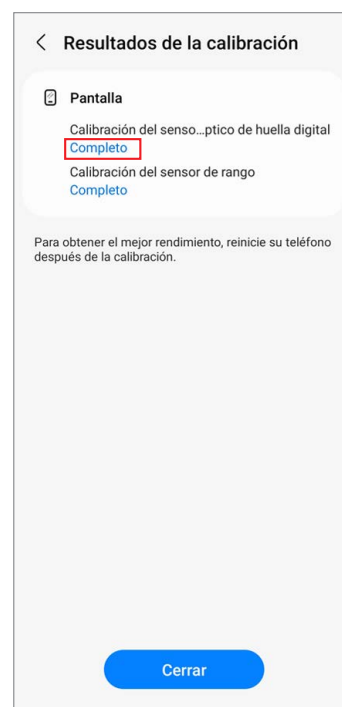 Resultados de la calibración
Pantalla
Calibración del senso...ptico de huella digital
Completo
Calibración del sensor de rango
Completo
Para obtener el mejor rendimiento, reinicie su teléfono
después de la calibración.
Cerrar